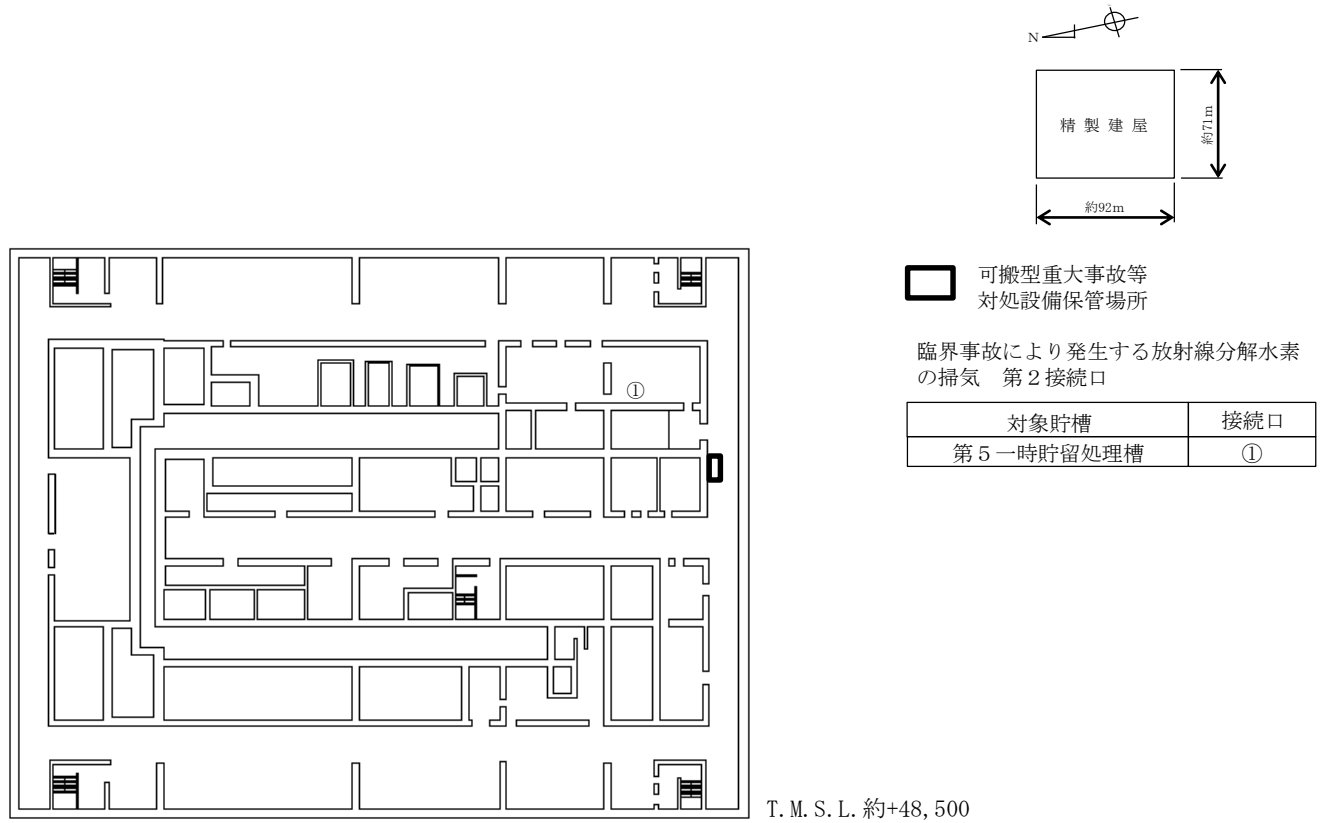 N
精製建屋
約71m
約92m
可搬型重大事故等
対処設備保管場所
臨界事故により発生する放射線分解水素
の掃気　第2接続口
対象貯槽 接続口
第5一時貯留処理槽 ①
①
T.M.S.L.約+48,500